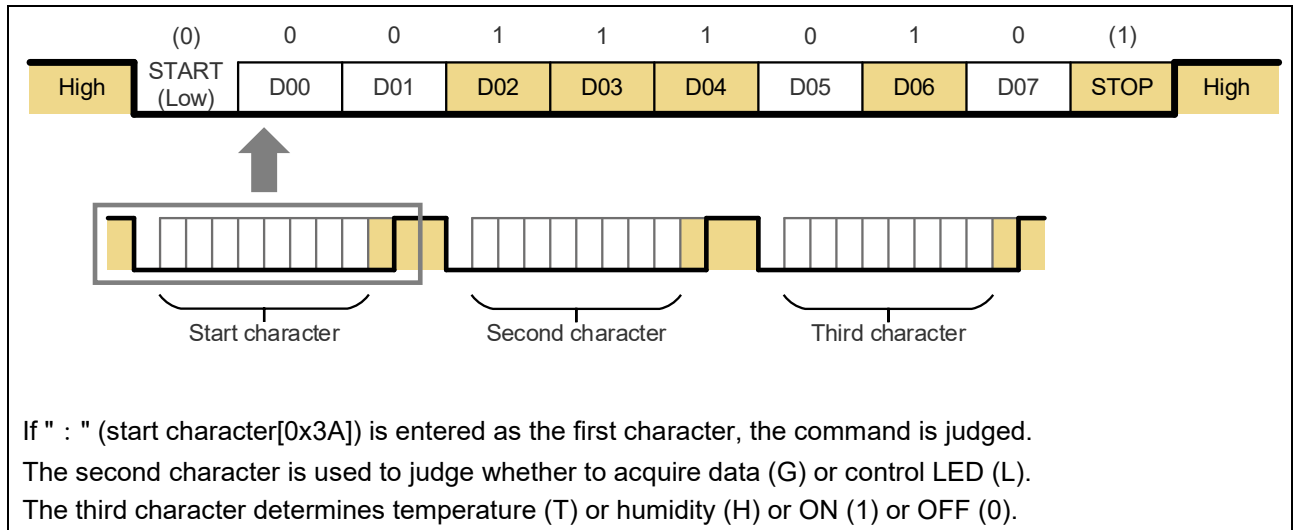 (0) 0 0 1 1 1 0 1 0 (1)
High START (Low) D00 D01 D02 D03 D04 D05 D06 D07 STOP High
Start character Second character Third character
If " : " (start character[0x3A]) is entered as the first character, the command is judged.
The second character is used to judge whether to acquire data (G) or control LED (L).
The third character determines temperature (T) or humidity (H) or ON (1) or OFF (0).